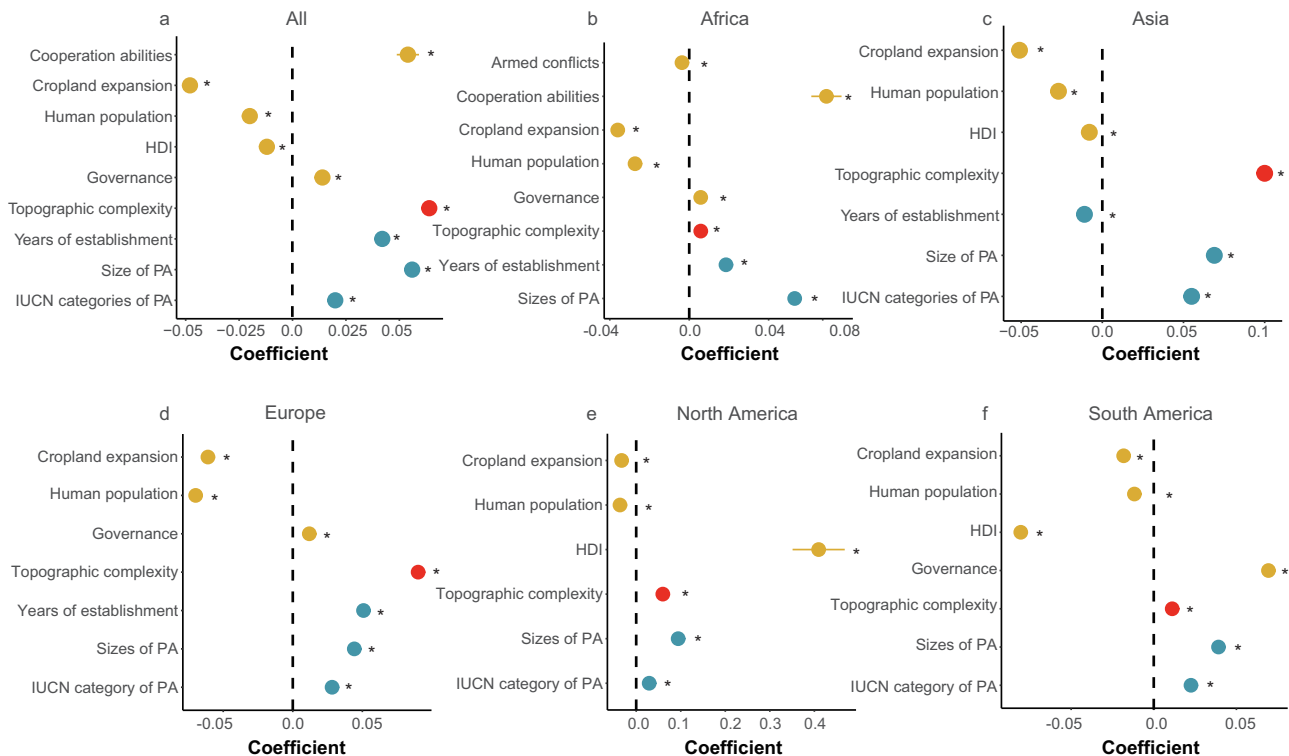 a All
Cooperation abilities *
Cropland expansion *
Human population *
HDI *
Governance *
Topographic complexity *
Years of establishment *
Size of PA *
IUCN categories of PA *
−0.05 −0.025 0.0 0.025 0.05
Coefficient
b Africa
Armed conflicts *
Cooperation abilities *
Cropland expansion *
Human population *
Governance *
Topographic complexity *
Years of establishment *
Sizes of PA *
-0.04 0.0 0.04 0.08
Coefficient
c Asia
Cropland expansion *
Human population *
HDI *
Topographic complexity *
Years of establishment *
Size of PA *
IUCN categories of PA *
−0.05 0.0 0.05 0.1
Coefficient
d Europe
Cropland expansion *
Human population *
Governance *
Topographic complexity *
Years of establishment *
Sizes of PA *
IUCN category of PA *
-0.05 0.0 0.05
Coefficient
e North America
Cropland expansion *
Human population *
HDI *
Topographic complexity *
Sizes of PA *
IUCN category of PA *
0.0 0.1 0.2 0.3 0.4
Coefficient
f South America
Cropland expansion *
Human population *
HDI *
Governance *
Topographic complexity *
Sizes of PA *
IUCN category of PA *
-0.05 0.0 0.05
Coefficient